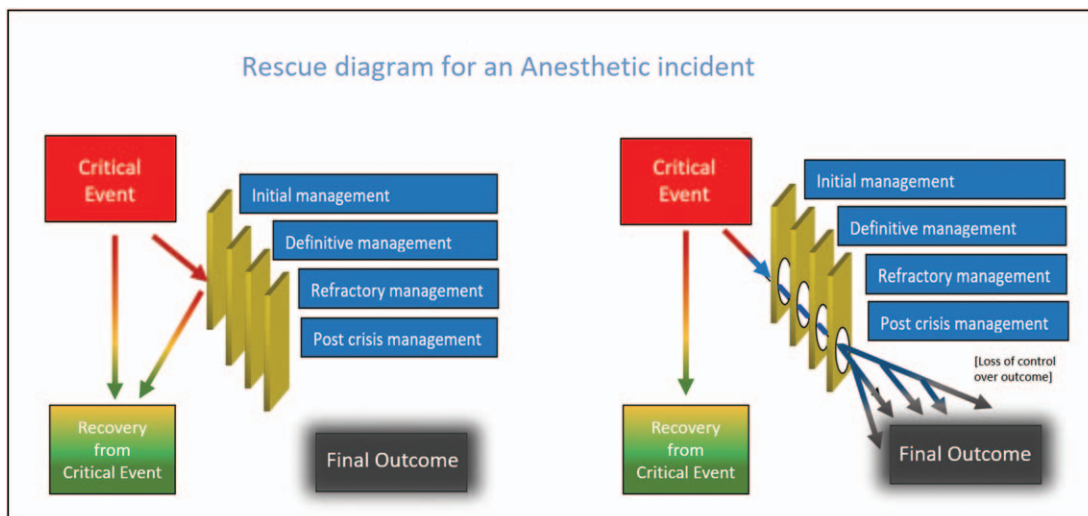 Rescue diagram for an Anesthetic incident
Critical
Event
Initial management
Definitive management
Refractory management
Post crisis management
Recovery
from
Critical Event
Final Outcome
Critical
Event
Initial management
Definitive management
Refractory management
Post crisis management
[Loss of control
over outcome]
Recovery
from
Critical Event
Final Outcome